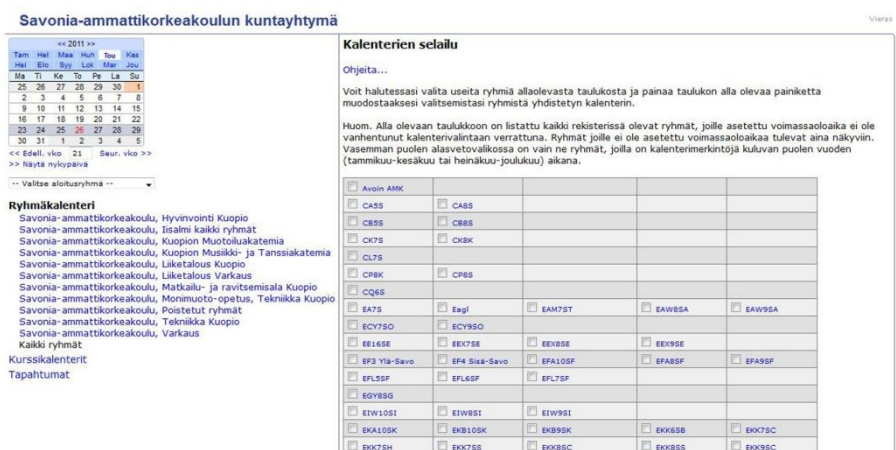 Savonia-ammattikorkeakoulun kuntayhtymä
Vieras
<< 2011 >>
Tam Hel Maa Huh Tou Kes
Hei Elo Syy Lok Mar Jou
Ma Ti Ke To Pe La Su
25 26 27 28 29 30 1
2 3 4 5 6 7 8
9 10 11 12 13 14 15
16 17 18 19 20 21 22
23 24 25 26 27 28 29
30 31 1 2 3 4 5
<< Edell. vko 21 Seur. vko >>
>> Näytä nykypäivä
-- Valitse aloitusryhmä --
Ryhmäkalenteri
Savonia-ammattikorkeakoulu, Hyvinvointi Kuopio
Savonia-ammattikorkeakoulu, Iisalmi kaikki ryhmät
Savonia-ammattikorkeakoulu, Kuopion Muotoiluakatemia
Savonia-ammattikorkeakoulu, Kuopion Musiikki- ja Tanssiakatemia
Savonia-ammattikorkeakoulu, Liiketalous Kuopio
Savonia-ammattikorkeakoulu, Liiketalous Varkaus
Savonia-ammattikorkeakoulu, Matkailu- ja ravitsemisala Kuopio
Savonia-ammattikorkeakoulu, Monimuoto-opetus, Tekniikka Kuopio
Savonia-ammattikorkeakoulu, Poistetut ryhmät
Savonia-ammattikorkeakoulu, Tekniikka Kuopio
Savonia-ammattikorkeakoulu, Varkaus
Kaikki ryhmät
Kurssikalenterit
Tapahtumat
Kalenterien selailu
Ohjeita...
Voit halutessasi valita useita ryhmiä allaolevasta taulukosta ja painaa taulukon alla olevaa painiketta
muodostaaksesi valitsemistasi ryhmistä yhdistetyn kalenterin.
Huom. Alla olevaan taulukkoon on listattu kaikki rekisterissä olevat ryhmät, joille asetettu voimassaoloaika ei ole
vanhentunut kalenterivalintaan verrattuna. Ryhmät joille ei ole asetettu voimassaoloaikaa tulevat aina näkyviin.
Vasemman puolen alasvetovalikossa on vain ne ryhmät, joilla on kalenterimerkintöjä kuluvan puolen vuoden
(tammikuu-kesäkuu tai heinäkuu-joulukuu) aikana.
Avoin AMK
CA5S CA8S
CB5S CB8S
CK7S CK8K
CL7S
CP8K CP8S
CQ6S
EA7S Eagl EAM7ST EAW8SA EAW9SA
ECY7SO ECY9SO
EE16SE EEX7SE EEX8SE EEX9SE
EF3 Ylä-Savo EF4 Sisä-Savo EFA10SF EFA8SF EFA9SF
EFL5SF EFL6SF EFL7SF
EGY8SG
EIW10SI EIW8SI EIW9SI
EKA10SK EKB10SK EKB9SK EKK6SB EKK7SC
EKK7SH EKK7SS EKK8SC EKK8SS EKK9SC